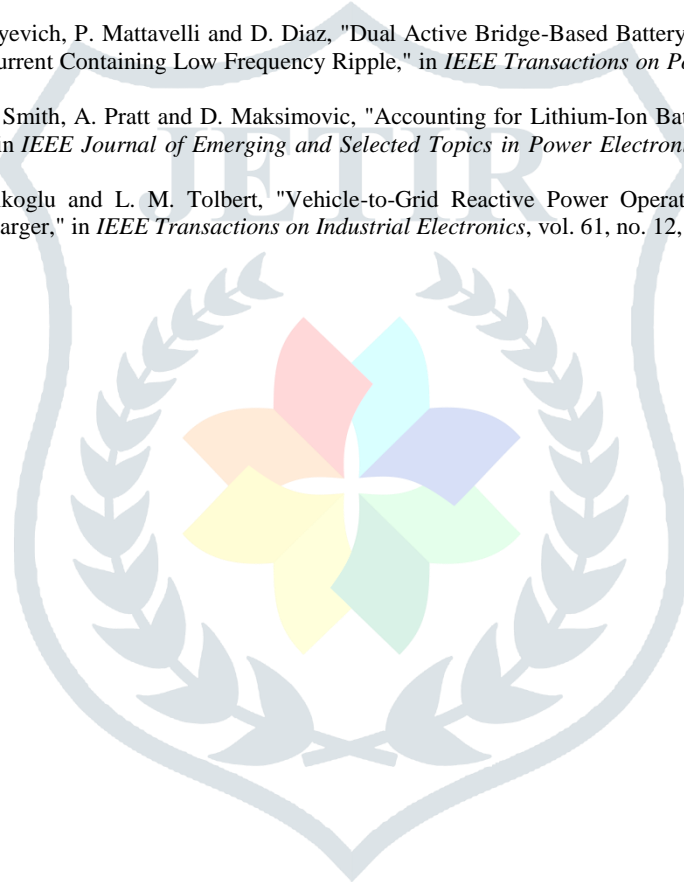 yevich, P. Mattavelli and D. Diaz, "Dual Active Bridge-Based Battery
urrent Containing Low Frequency Ripple," in IEEE Transactions on Po
Smith, A. Pratt and D. Maksimovic, "Accounting for Lithium-Ion Bat
in IEEE Journal of Emerging and Selected Topics in Power Electroni
JETIR
koglu and L. M. Tolbert, "Vehicle-to-Grid Reactive Power Operat
arger," in IEEE Transactions on Industrial Electronics, vol. 61, no. 12,